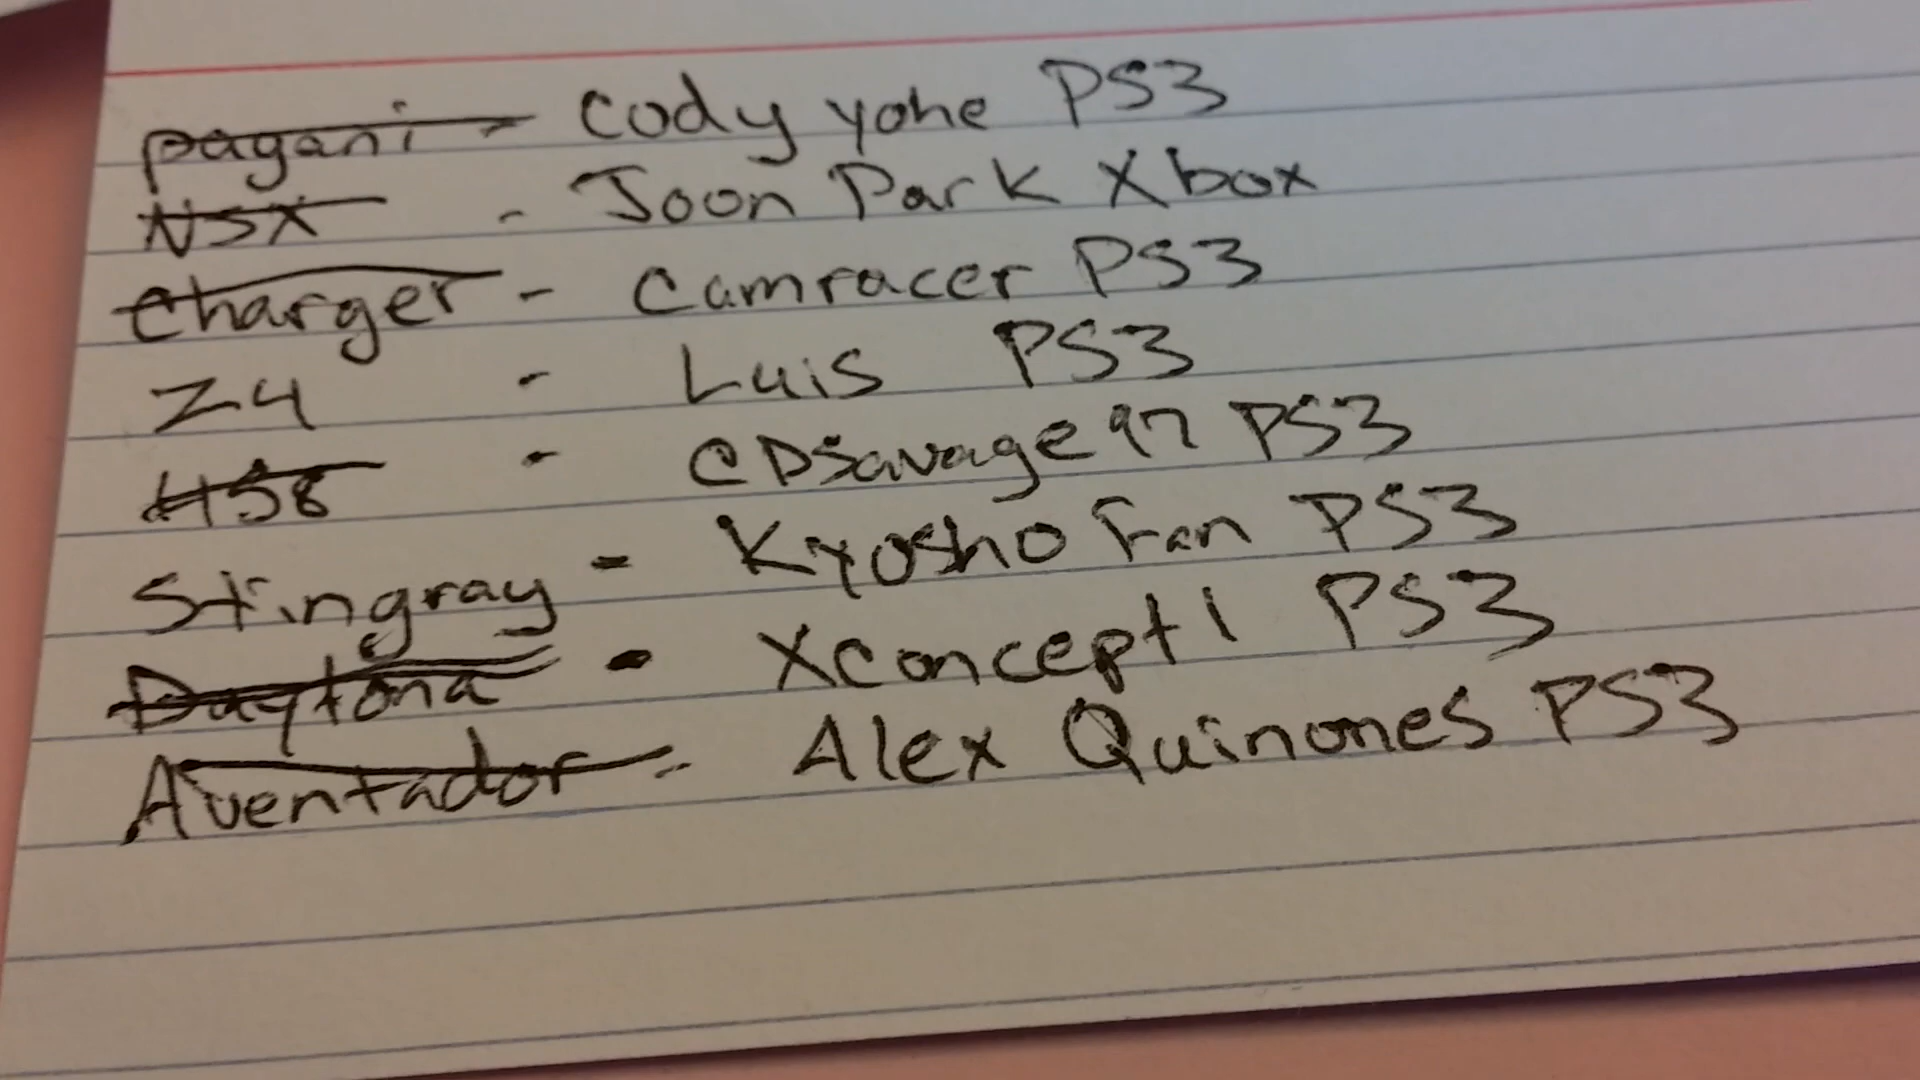 pagani - Cody yohe PS3
NSX - Joon Park Xbox
Charger - Camracer PS3
Z4 - Luis PS3
458 - CDSavage97 PS3
Stingray - Kyosho Fan PS3
Daytona - Xconcept1 PS3
Aventador - Alex Quinones PS3